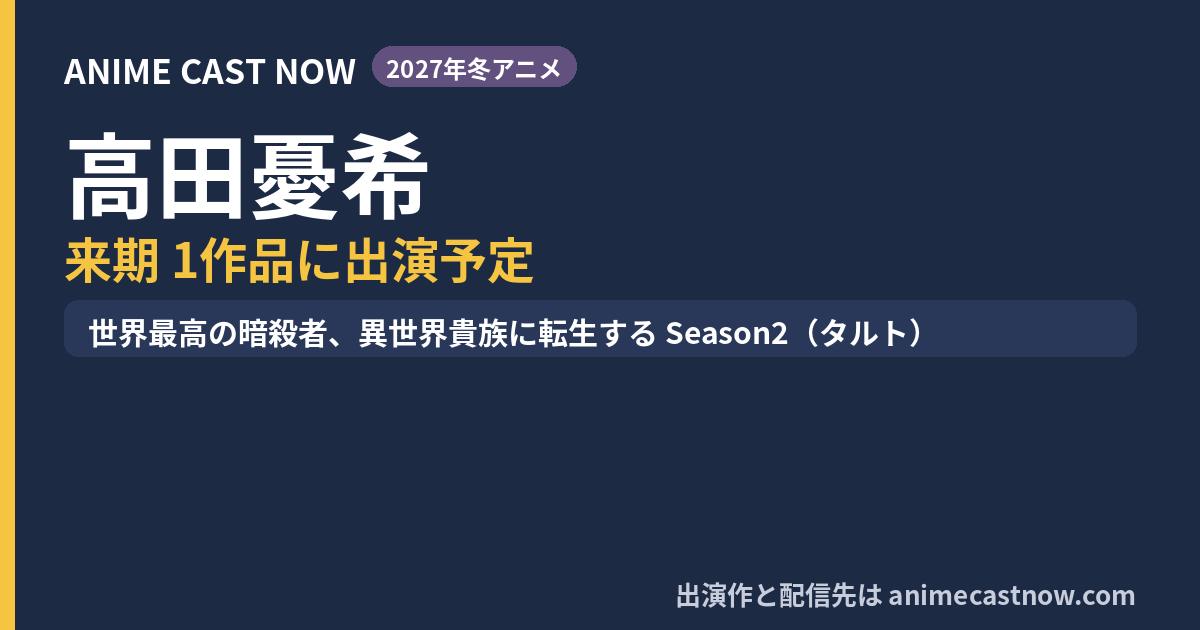 ANIME CAST NOW 2027年冬アニメ
高田憂希
来期 1作品に出演予定
世界最高の暗殺者、異世界貴族に転生する Season2（タルト）
出演作と配信先は animecastnow.com